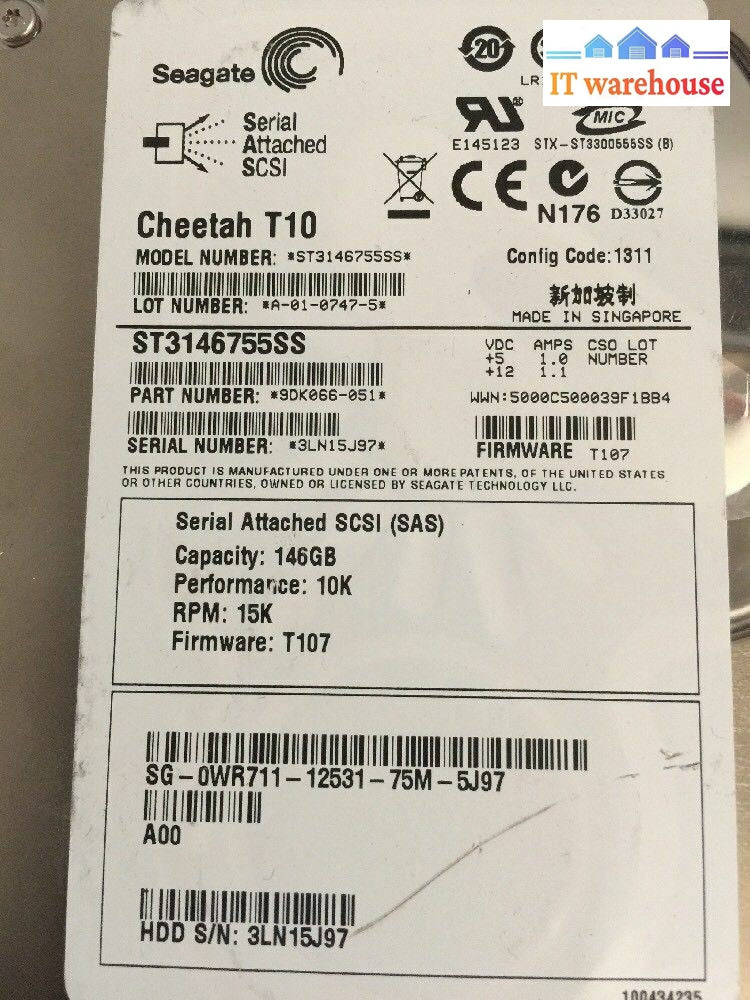 Seagate
20
IT warehouse
Serial
Attached
SCSI
MIC
E145123 STX-ST3300555SS (B)
CE
N176 D33027
Cheetah T10
MODEL NUMBER: *ST3146755SS*
Config Code:1311
LOT NUMBER: *A-01-0747-5*
新加坡制
MADE IN SINGAPORE
ST3146755SS
VDC AMPS CSO LOT
+5 1.0 NUMBER
+12 1.1
PART NUMBER: *9DK066-051*
WWN:5000C500039F1BB4
SERIAL NUMBER: *3LN15J97*
FIRMWARE T107
THIS PRODUCT IS MANUFACTURED UNDER ONE OR MORE PATENTS, OF THE UNITED STATES
OR OTHER COUNTRIES, OWNED OR LICENSED BY SEAGATE TECHNOLOGY LLC.
Serial Attached SCSI (SAS)
Capacity: 146GB
Performance: 10K
RPM: 15K
Firmware: T107
SG-0WR711-12531-75M-5J97
A00
HDD S/N: 3LN15J97
100434235